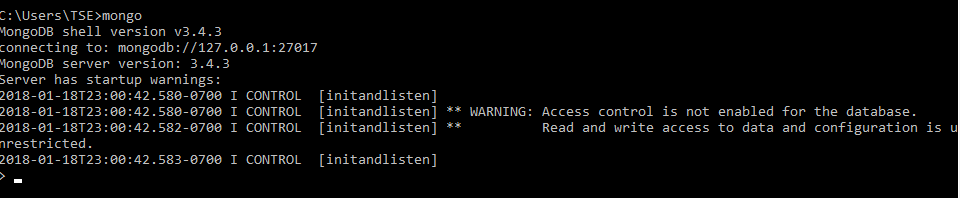 C:\Users\TSE>mongo
MongoDB shell version v3.4.3
connecting to: mongodb://127.0.0.1:27017
MongoDB server version: 3.4.3
Server has startup warnings:
2018-01-18T23:00:42.580-0700 I CONTROL  [initandlisten]
2018-01-18T23:00:42.580-0700 I CONTROL  [initandlisten] ** WARNING: Access control is not enabled for the database.
2018-01-18T23:00:42.582-0700 I CONTROL  [initandlisten] **          Read and write access to data and configuration is u
nrestricted.
2018-01-18T23:00:42.583-0700 I CONTROL  [initandlisten]
>